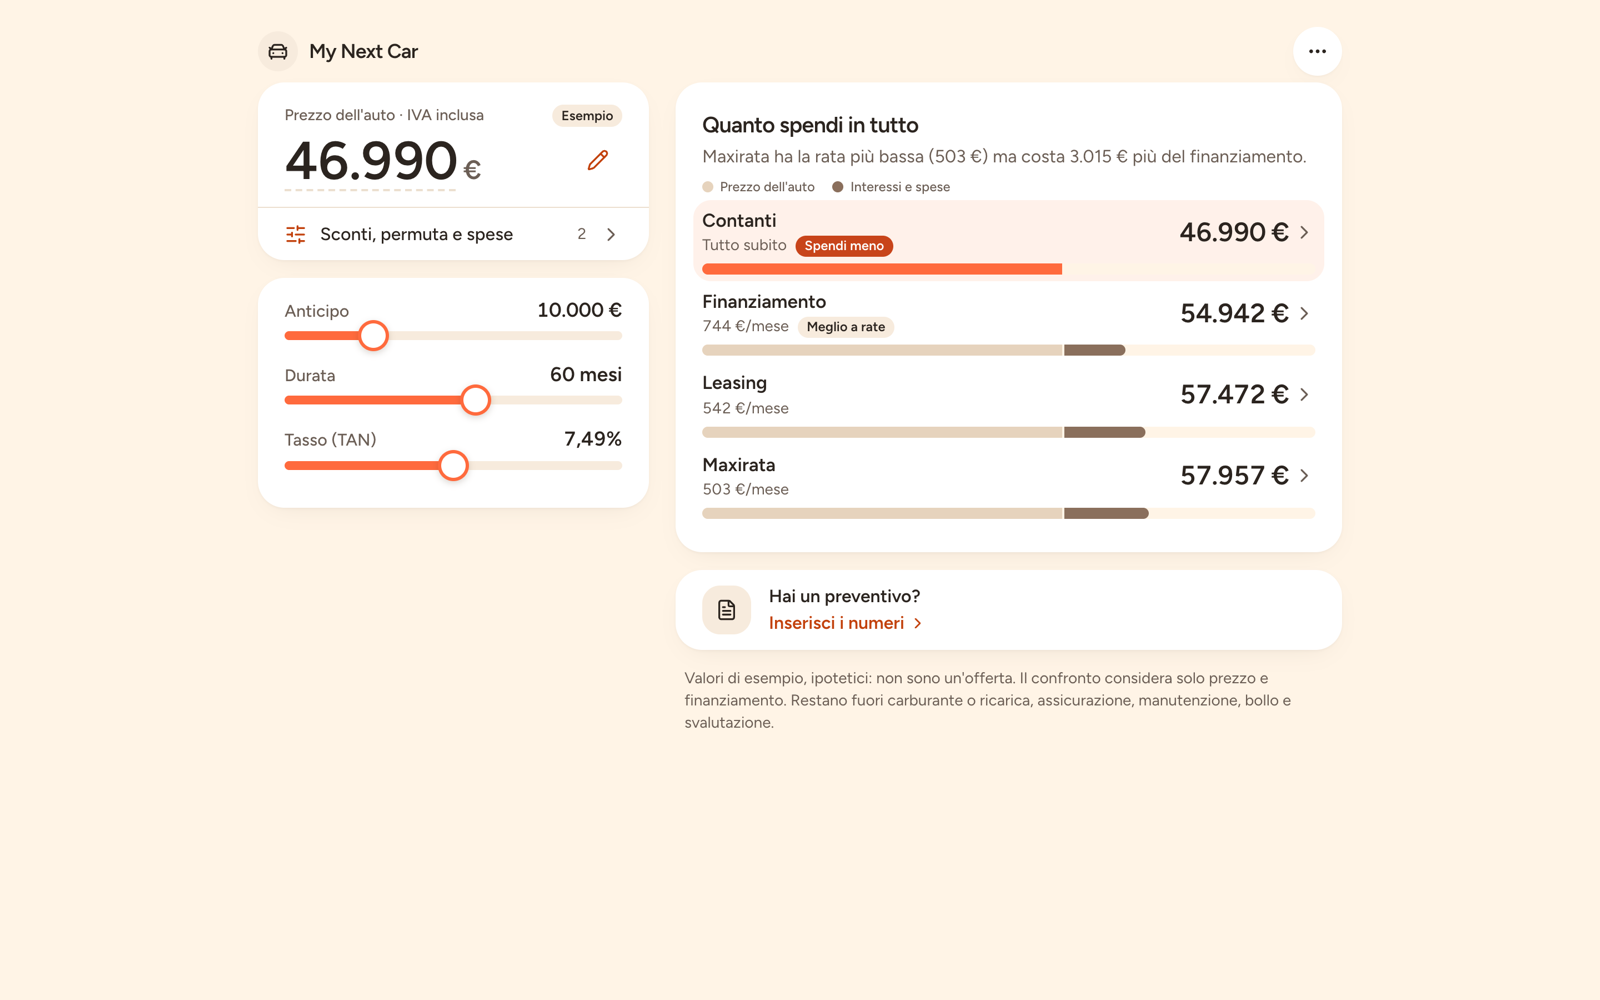 My Next Car
Prezzo dell'auto · IVA inclusa
Esempio
46.990 €
Sconti, permuta e spese
2
Anticipo
10.000 €
Durata
60 mesi
Tasso (TAN)
7,49%
Quanto spendi in tutto
Maxirata ha la rata più bassa (503 €) ma costa 3.015 € più del finanziamento.
Prezzo dell'auto
Interessi e spese
Contanti
46.990 €
Tutto subito
Spendi meno
Finanziamento
54.942 €
744 €/mese
Meglio a rate
Leasing
57.472 €
542 €/mese
Maxirata
57.957 €
503 €/mese
Hai un preventivo?
Inserisci i numeri
Valori di esempio, ipotetici: non sono un'offerta. Il confronto considera solo prezzo e
finanziamento. Restano fuori carburante o ricarica, assicurazione, manutenzione, bollo e
svalutazione.